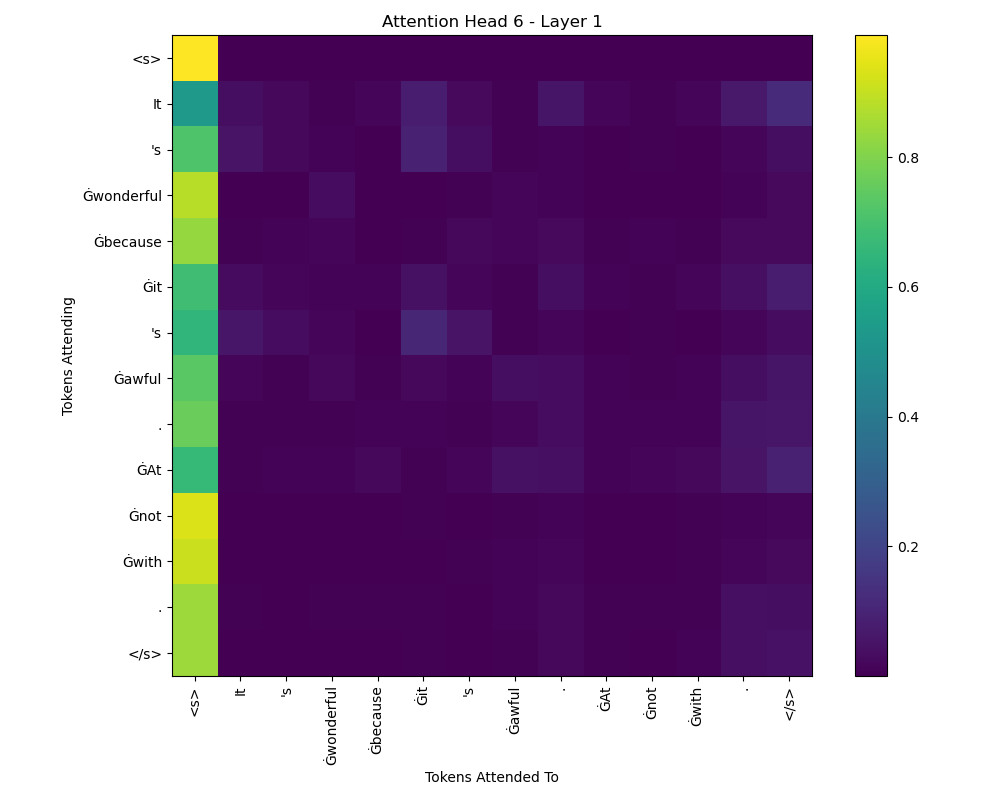 Attention Head 6 - Layer 1
<s>
It
's
Ġwonderful
Ġbecause
Ġit
's
Ġawful
.
ĠAt
Ġnot
Ġwith
.
</s>
Tokens Attending
<s>
It
's
Ġwonderful
Ġbecause
Ġit
's
Ġawful
.
ĠAt
Ġnot
Ġwith
.
</s>
Tokens Attended To
0.8
0.6
0.4
0.2